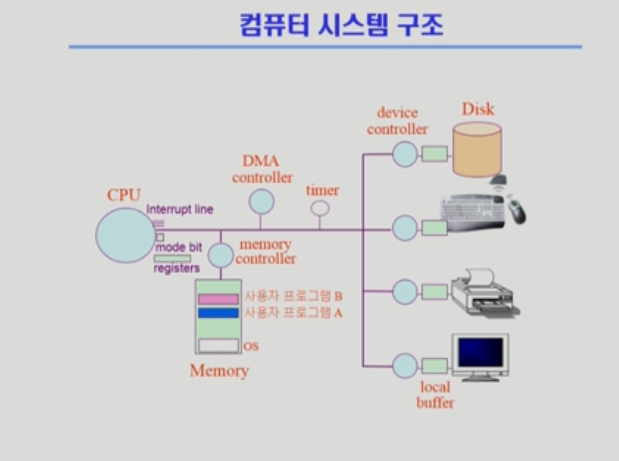 컴퓨터 시스템 구조
device
controller
Disk
DMA
controller
timer
CPU
Interrupt line
mode bit
registers
memory
controller
사용자 프로그램 B
사용자 프로그램 A
OS
Memory
local
buffer